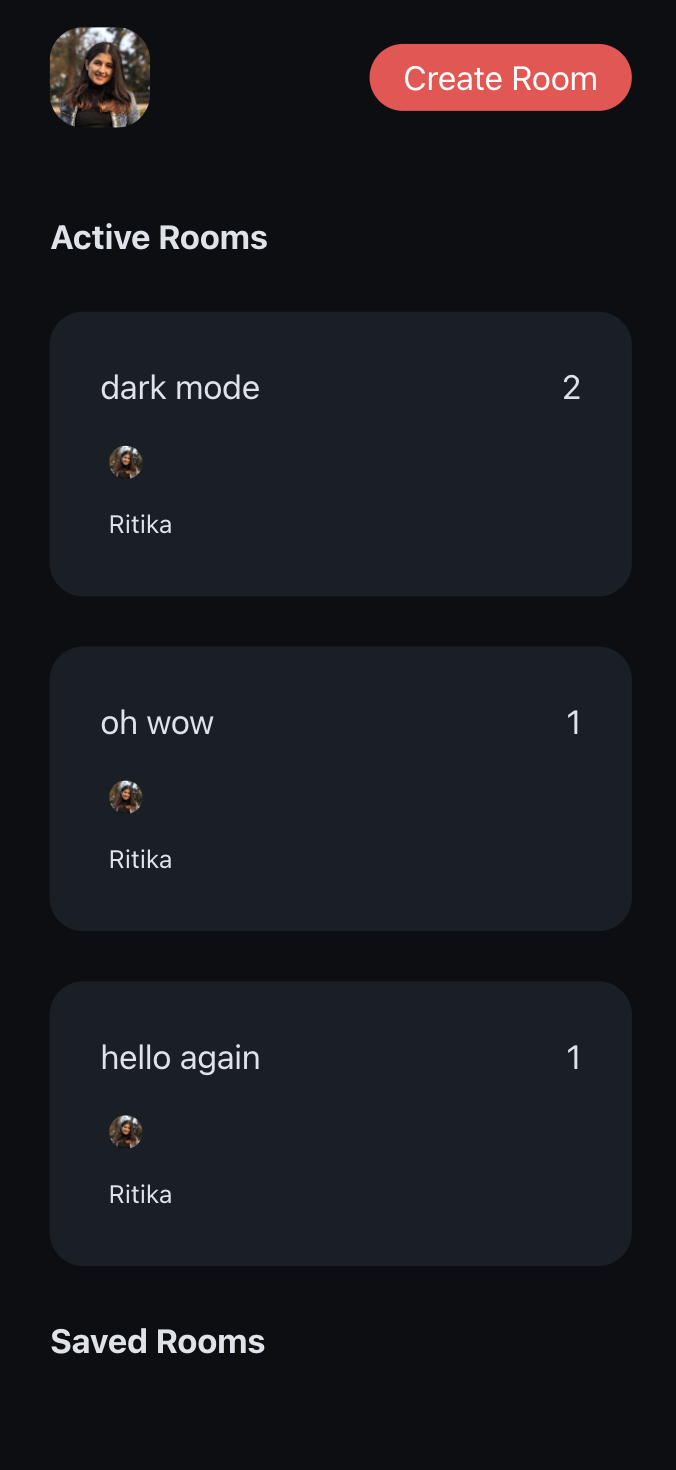 Create Room
Active Rooms
dark mode 2
Ritika
oh wow 1
Ritika
hello again 1
Ritika
Saved Rooms